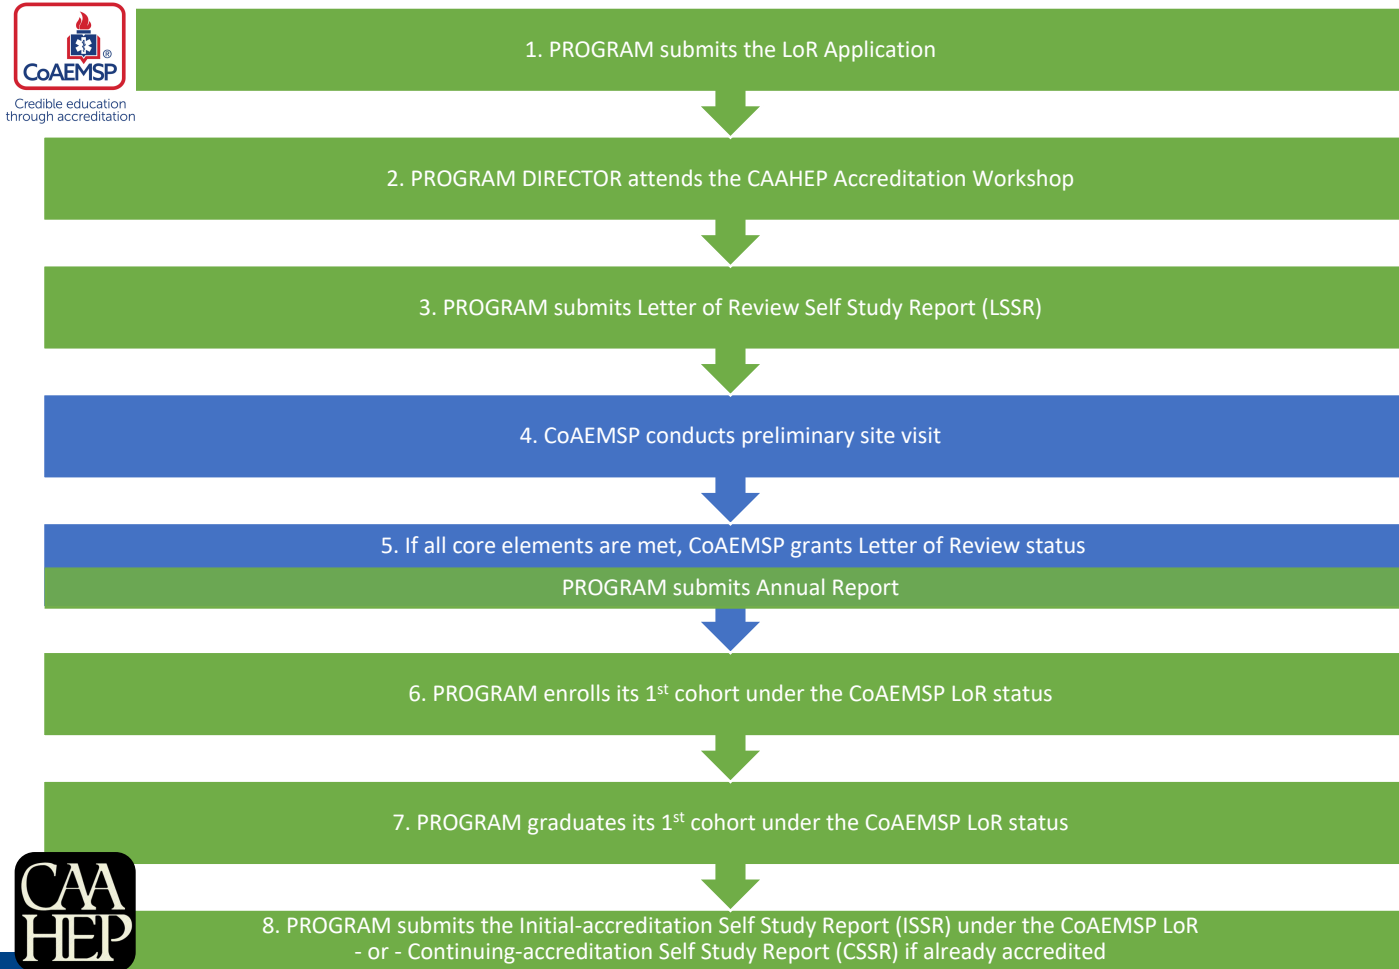 CoAEMSP®
Credible education
through accreditation
1. PROGRAM submits the LoR Application
2. PROGRAM DIRECTOR attends the CAAHEP Accreditation Workshop
3. PROGRAM submits Letter of Review Self Study Report (LSSR)
4. CoAEMSP conducts preliminary site visit
5. If all core elements are met, CoAEMSP grants Letter of Review status
PROGRAM submits Annual Report
6. PROGRAM enrolls its 1st cohort under the CoAEMSP LoR status
7. PROGRAM graduates its 1st cohort under the CoAEMSP LoR status
CAA
HEP
8. PROGRAM submits the Initial-accreditation Self Study Report (ISSR) under the CoAEMSP LoR
- or - Continuing-accreditation Self Study Report (CSSR) if already accredited